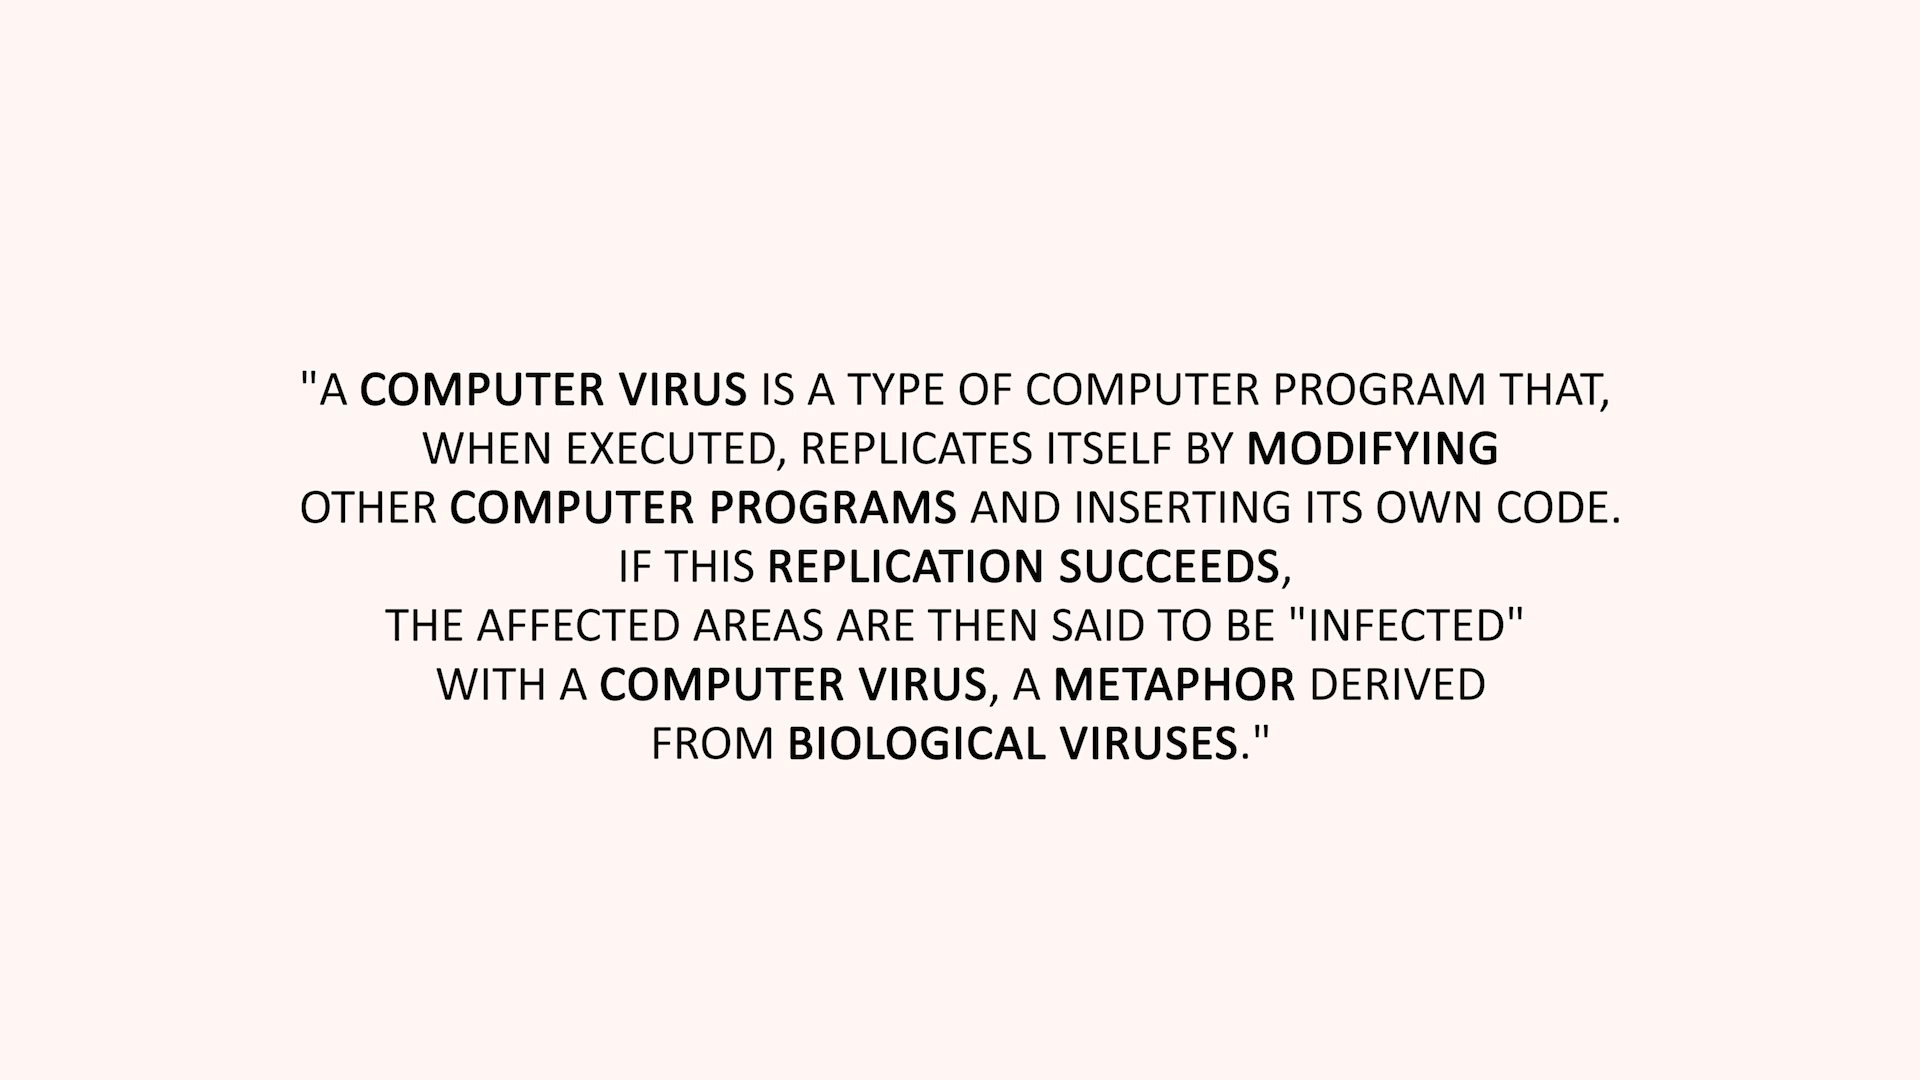 "A COMPUTER VIRUS IS A TYPE OF COMPUTER PROGRAM THAT,
WHEN EXECUTED, REPLICATES ITSELF BY MODIFYING
OTHER COMPUTER PROGRAMS AND INSERTING ITS OWN CODE.
IF THIS REPLICATION SUCCEEDS,
THE AFFECTED AREAS ARE THEN SAID TO BE "INFECTED"
WITH A COMPUTER VIRUS, A METAPHOR DERIVED
FROM BIOLOGICAL VIRUSES."